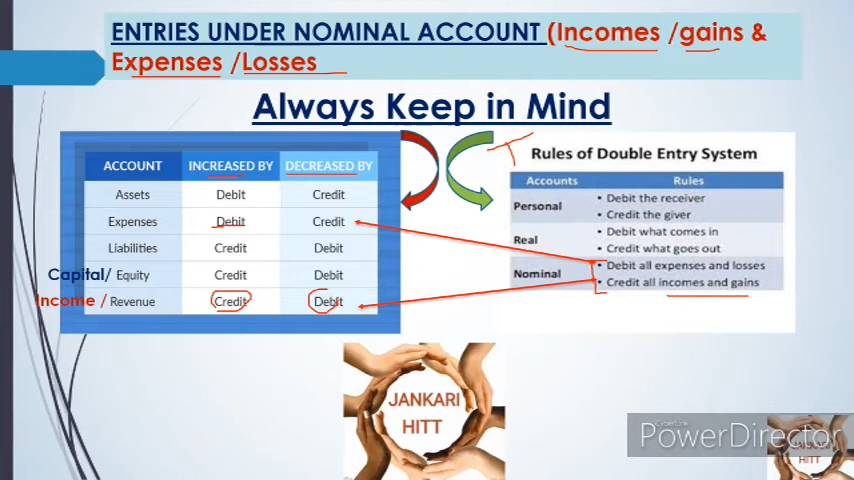 ENTRIES UNDER NOMINAL ACCOUNT (Incomes /gains &
Expenses /Losses
Always Keep in Mind
ACCOUNT INCREASED BY DECREASED BY
Assets Debit Credit
Expenses Debit Credit
Liabilities Credit Debit
Capital/ Equity Credit Debit
Income / Revenue Credit Debit
Rules of Double Entry System
Accounts Rules
Personal
• Debit the receiver
• Credit the giver
Real
• Debit what comes in
• Credit what goes out
Nominal
• Debit all expenses and losses
• Credit all incomes and gains
JANKARI
HITT
CyberLink
PowerDirector
JANKARI
HITT